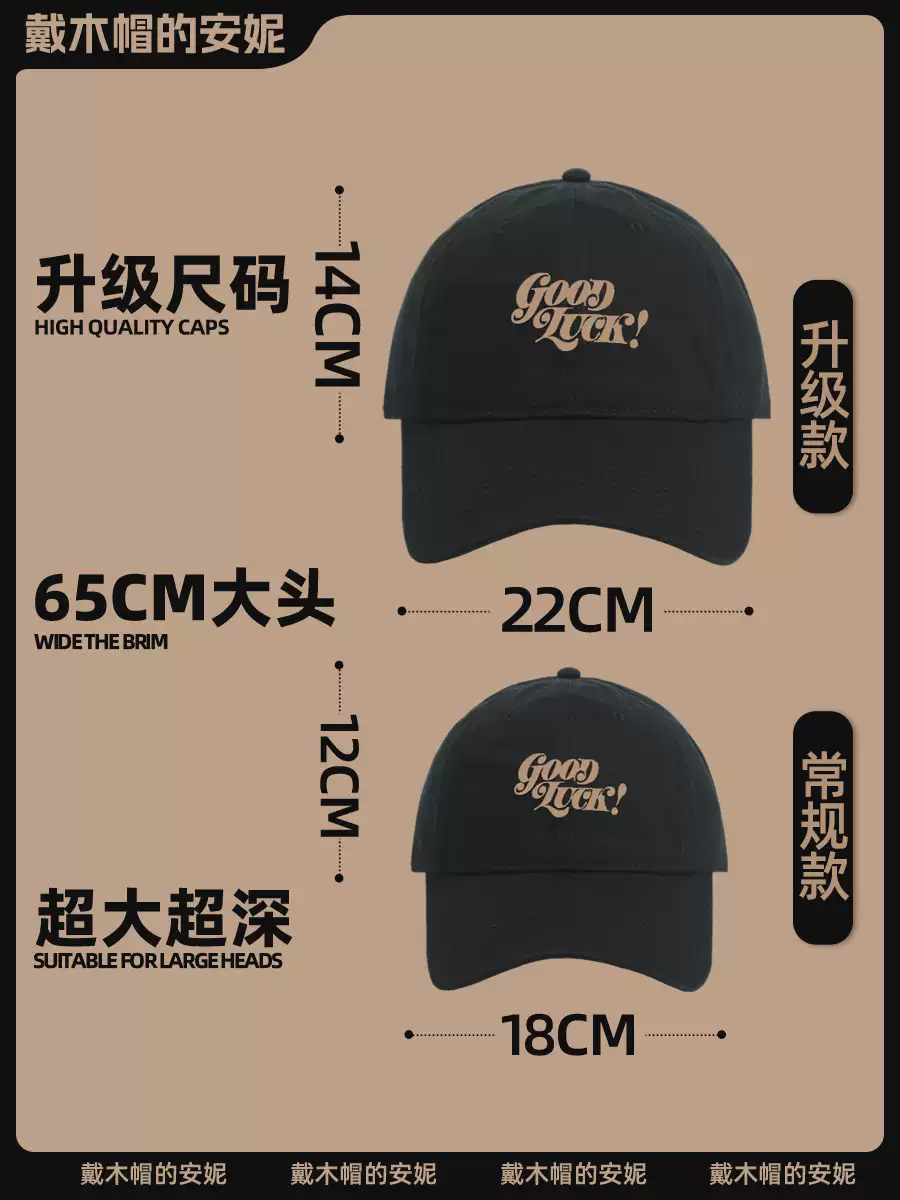 戴木帽的安妮
升级尺码
HIGH QUALITY CAPS
14CM
GOOD
LUCK!
升级款
65CM大头
WIDE THE BRIM
22CM
12CM
GOOD
LUCK!
常规款
超大超深
SUITABLE FOR LARGE HEADS
18CM
戴木帽的安妮 戴木帽的安妮 戴木帽的安妮 戴木帽的安妮